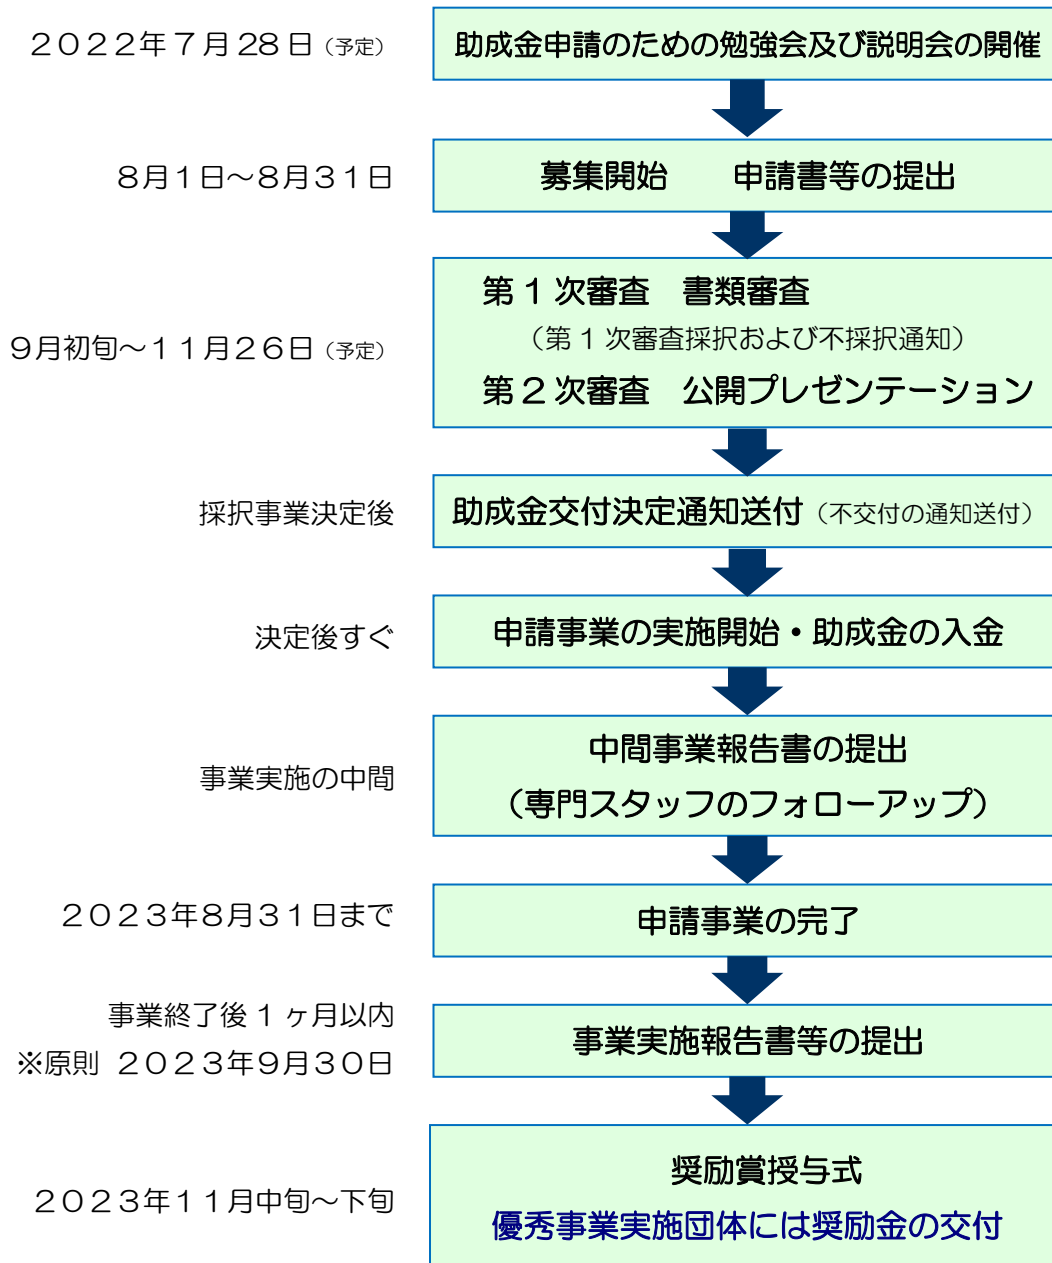 ２０２２年７月28日（予定）
助成金申請のための勉強会及び説明会の開催
８月１日～８月３１日
募集開始　　申請書等の提出
９月初旬～１１月２６日（予定）
第１次審査　書類審査
（第１次審査採択および不採択通知）
第２次審査　公開プレゼンテーション
採択事業決定後
助成金交付決定通知送付（不交付の通知送付）
決定後すぐ
申請事業の実施開始・助成金の入金
事業実施の中間
中間事業報告書の提出
（専門スタッフのフォローアップ）
２０２３年８月３１日まで
申請事業の完了
事業終了後１ヶ月以内
※原則 ２０２３年９月３０日
事業実施報告書等の提出
２０２３年１１月中旬～下旬
奨励賞授与式
優秀事業実施団体には奨励金の交付